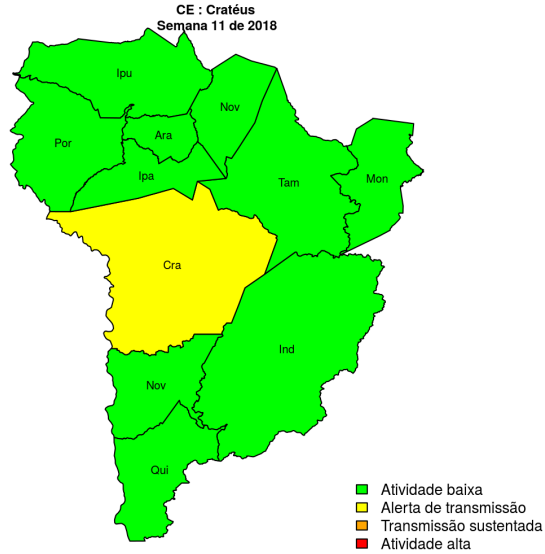 CE : Cratéus
Semana 11 de 2018
Ipu
Nov
Por
Ara
Ipa
Tam
Mon
Cra
Ind
Nov
Qui
Atividade baixa
Alerta de transmissão
Transmissão sustentada
Atividade alta